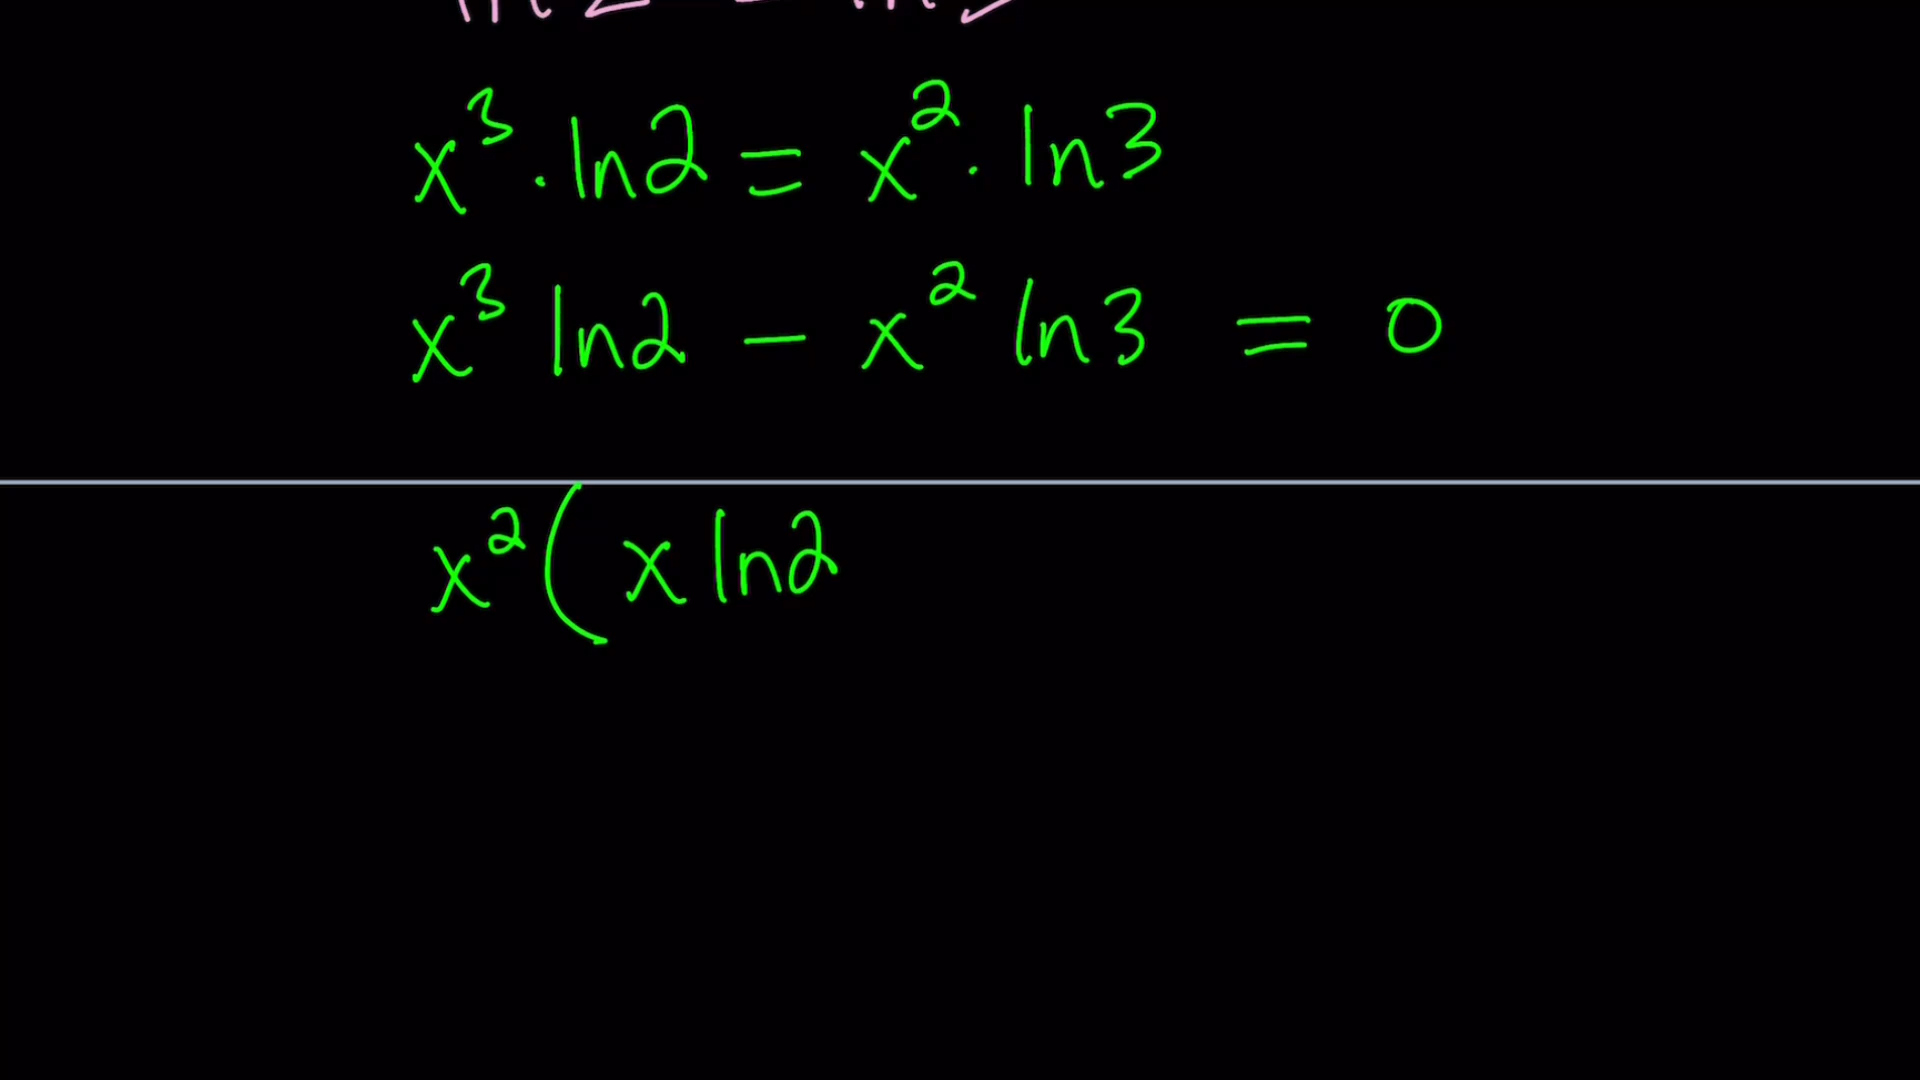 x³ · ln2 = x² · ln3
x³ ln2 − x² ln3 = 0
x² ( x ln2